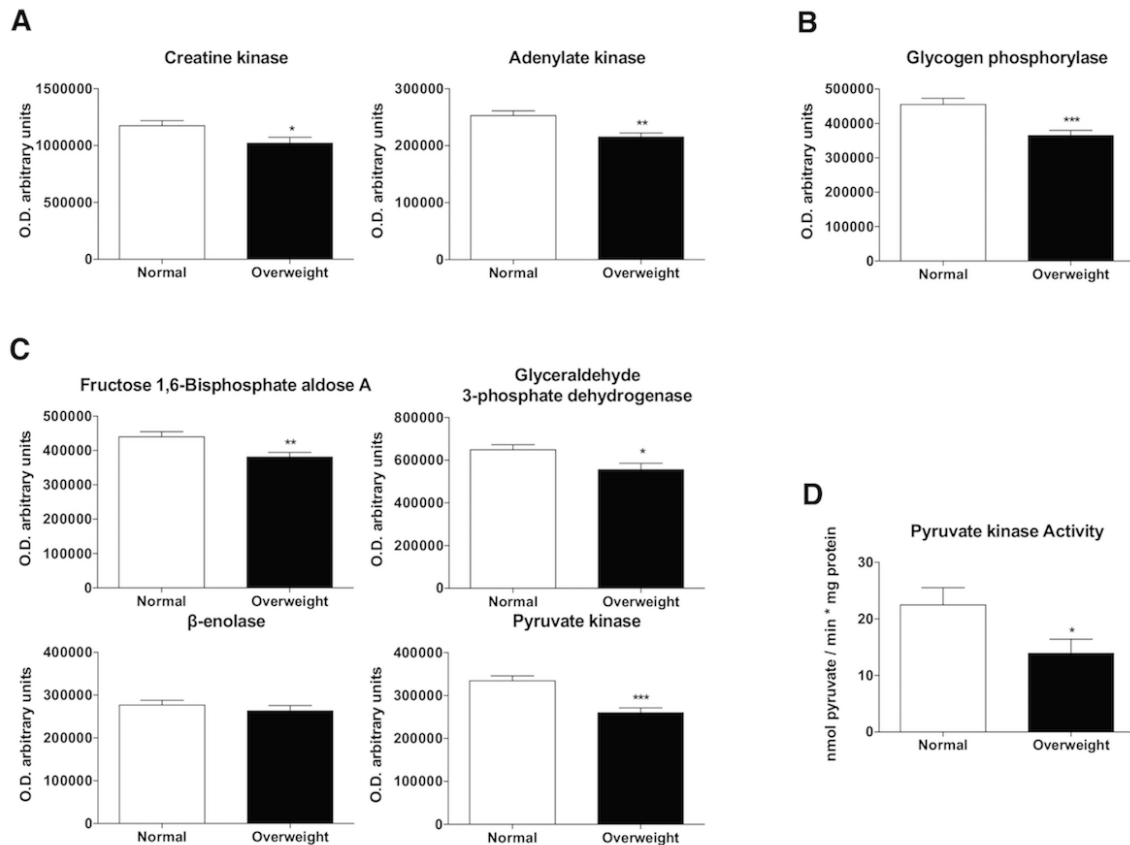 A
Creatine kinase
O.D. arbitrary units
1500000
1000000
500000
0
*
Normal Overweight
Adenylate kinase
O.D. arbitrary units
300000
200000
100000
0
**
Normal Overweight
B
Glycogen phosphorylase
O.D. arbitrary units
500000
400000
300000
200000
100000
0
***
Normal Overweight
C
Fructose 1,6-Bisphosphate aldose A
O.D. arbitrary units
500000
400000
300000
200000
100000
0
**
Normal Overweight
Glyceraldehyde
3-phosphate dehydrogenase
O.D. arbitrary units
800000
600000
400000
200000
0
*
Normal Overweight
β-enolase
O.D. arbitrary units
400000
300000
200000
100000
0
Normal Overweight
Pyruvate kinase
O.D. arbitrary units
400000
300000
200000
100000
0
***
Normal Overweight
D
Pyruvate kinase Activity
nmol pyruvate / min * mg protein
30
20
10
0
*
Normal Overweight